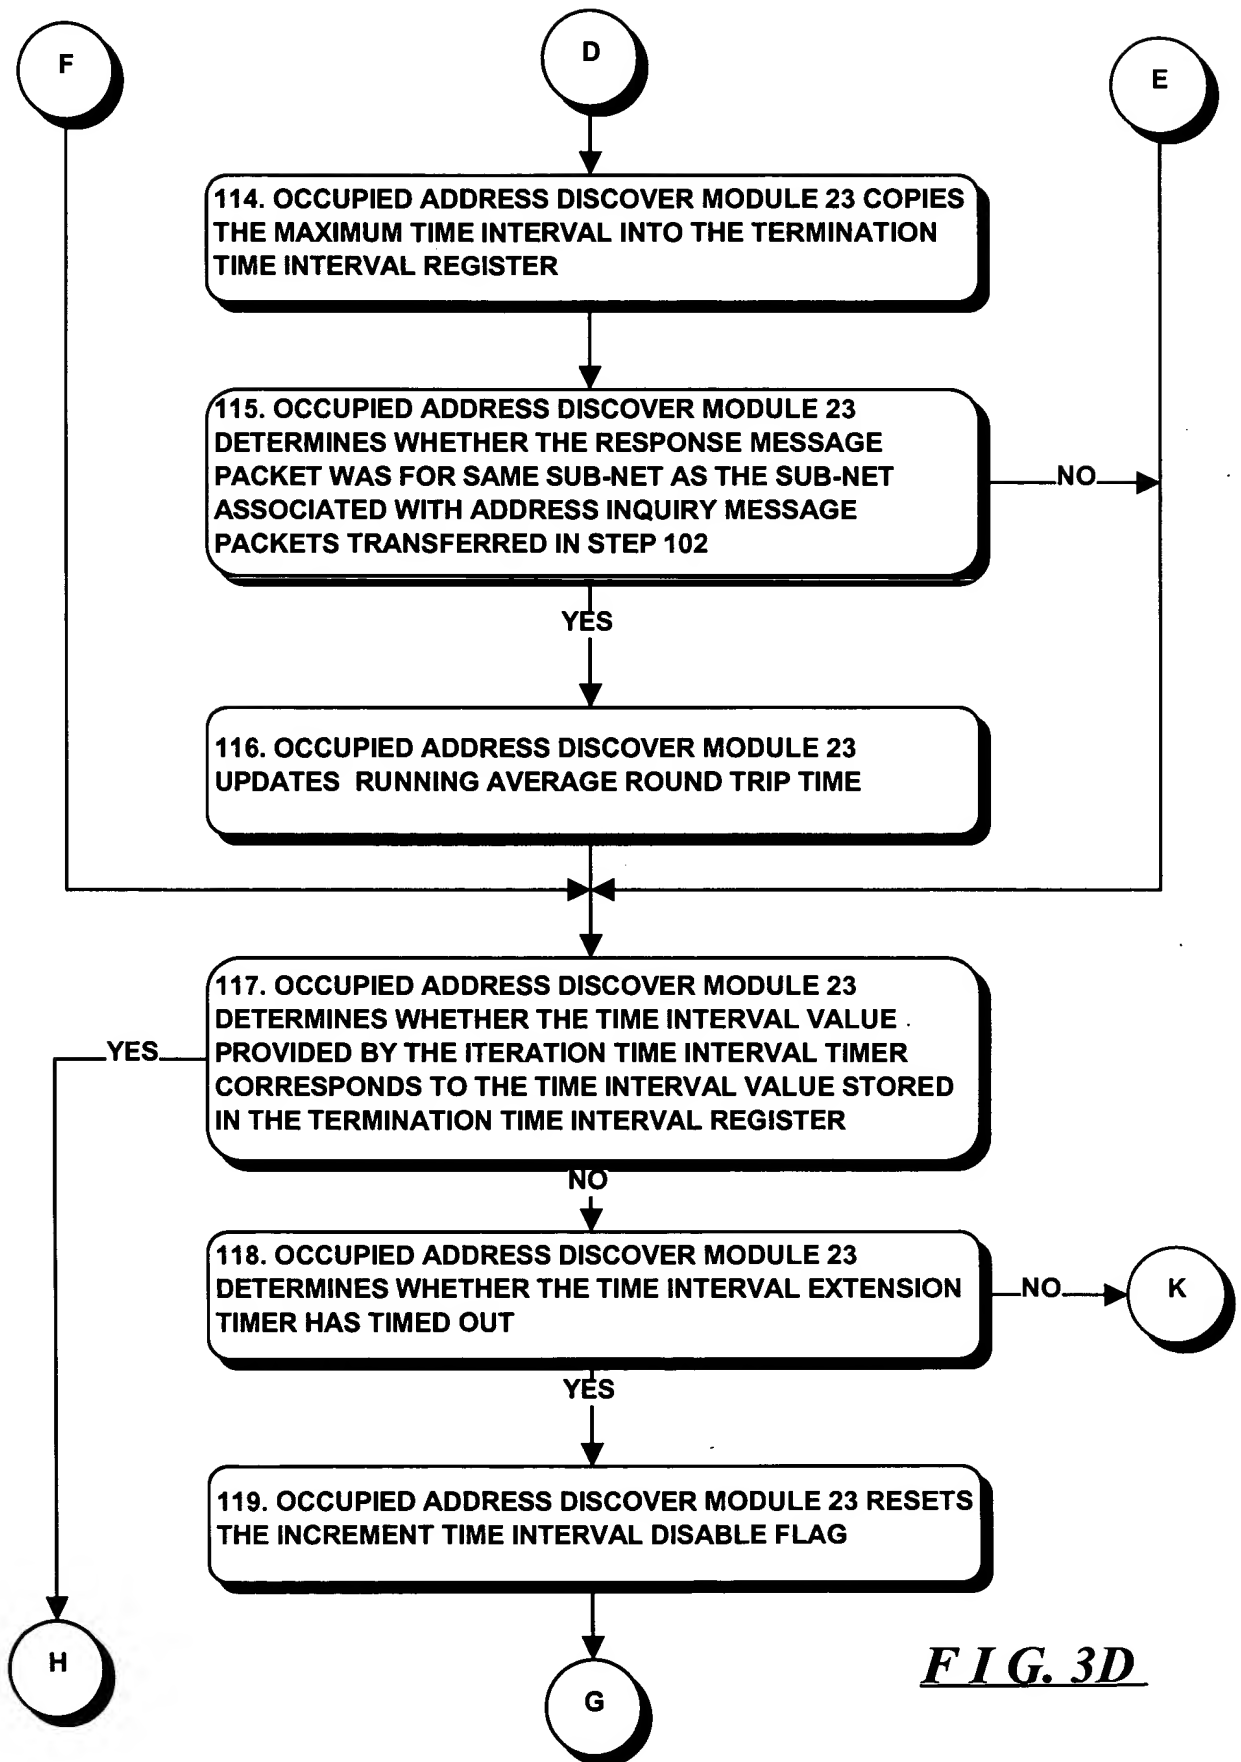 F
D
E
114. OCCUPIED ADDRESS DISCOVER MODULE 23 COPIES
THE MAXIMUM TIME INTERVAL INTO THE TERMINATION
TIME INTERVAL REGISTER
115. OCCUPIED ADDRESS DISCOVER MODULE 23
DETERMINES WHETHER THE RESPONSE MESSAGE
PACKET WAS FOR SAME SUB-NET AS THE SUB-NET
ASSOCIATED WITH ADDRESS INQUIRY MESSAGE
PACKETS TRANSFERRED IN STEP 102
NO
YES
116. OCCUPIED ADDRESS DISCOVER MODULE 23
UPDATES RUNNING AVERAGE ROUND TRIP TIME
117. OCCUPIED ADDRESS DISCOVER MODULE 23
DETERMINES WHETHER THE TIME INTERVAL VALUE
PROVIDED BY THE ITERATION TIME INTERVAL TIMER
CORRESPONDS TO THE TIME INTERVAL VALUE STORED
IN THE TERMINATION TIME INTERVAL REGISTER
YES
NO
118. OCCUPIED ADDRESS DISCOVER MODULE 23
DETERMINES WHETHER THE TIME INTERVAL EXTENSION
TIMER HAS TIMED OUT
NO
K
YES
119. OCCUPIED ADDRESS DISCOVER MODULE 23 RESETS
THE INCREMENT TIME INTERVAL DISABLE FLAG
H
G
FIG. 3D